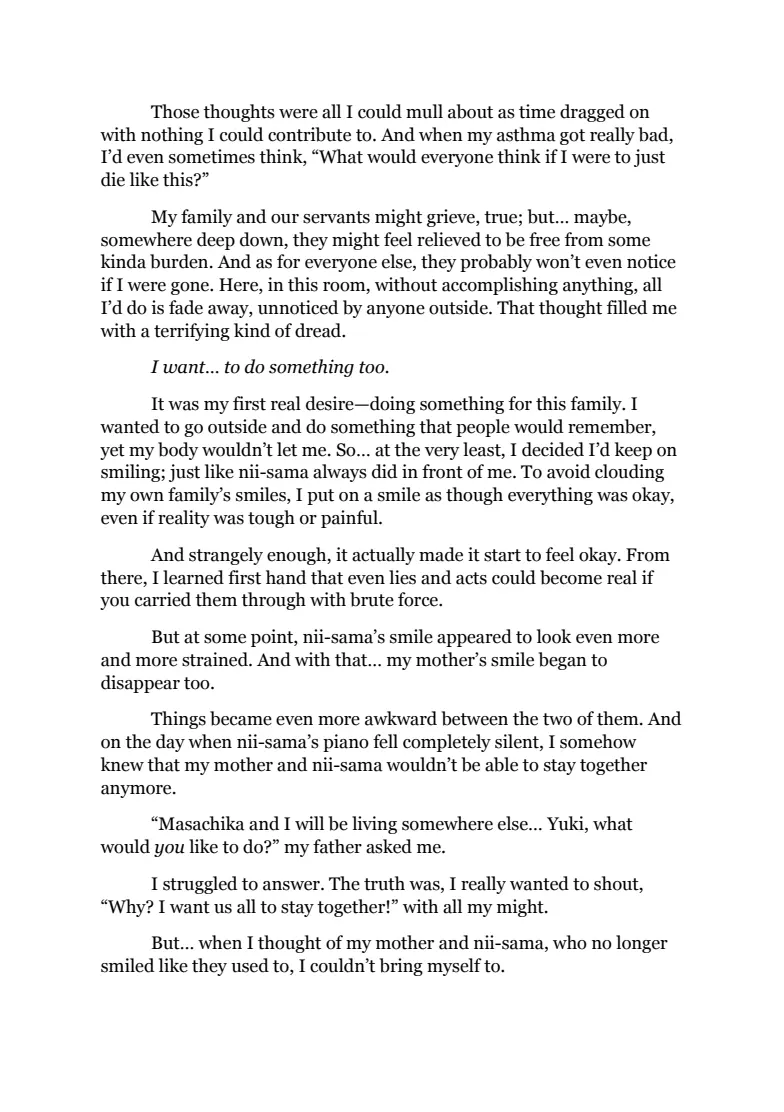 Those thoughts were all I could mull about as time dragged on
with nothing I could contribute to. And when my asthma got really bad,
I’d even sometimes think, “What would everyone think if I were to just
die like this?”
My family and our servants might grieve, true; but… maybe,
somewhere deep down, they might feel relieved to be free from some
kinda burden. And as for everyone else, they probably won’t even notice
if I were gone. Here, in this room, without accomplishing anything, all
I’d do is fade away, unnoticed by anyone outside. That thought filled me
with a terrifying kind of dread.
I want… to do something too.
It was my first real desire—doing something for this family. I
wanted to go outside and do something that people would remember,
yet my body wouldn’t let me. So… at the very least, I decided I’d keep on
smiling; just like nii-sama always did in front of me. To avoid clouding
my own family’s smiles, I put on a smile as though everything was okay,
even if reality was tough or painful.
And strangely enough, it actually made it start to feel okay. From
there, I learned first hand that even lies and acts could become real if
you carried them through with brute force.
But at some point, nii-sama’s smile appeared to look even more
and more strained. And with that… my mother’s smile began to
disappear too.
Things became even more awkward between the two of them. And
on the day when nii-sama’s piano fell completely silent, I somehow
knew that my mother and nii-sama wouldn’t be able to stay together
anymore.
“Masachika and I will be living somewhere else… Yuki, what
would you like to do?” my father asked me.
I struggled to answer. The truth was, I really wanted to shout,
“Why? I want us all to stay together!” with all my might.
But… when I thought of my mother and nii-sama, who no longer
smiled like they used to, I couldn’t bring myself to.